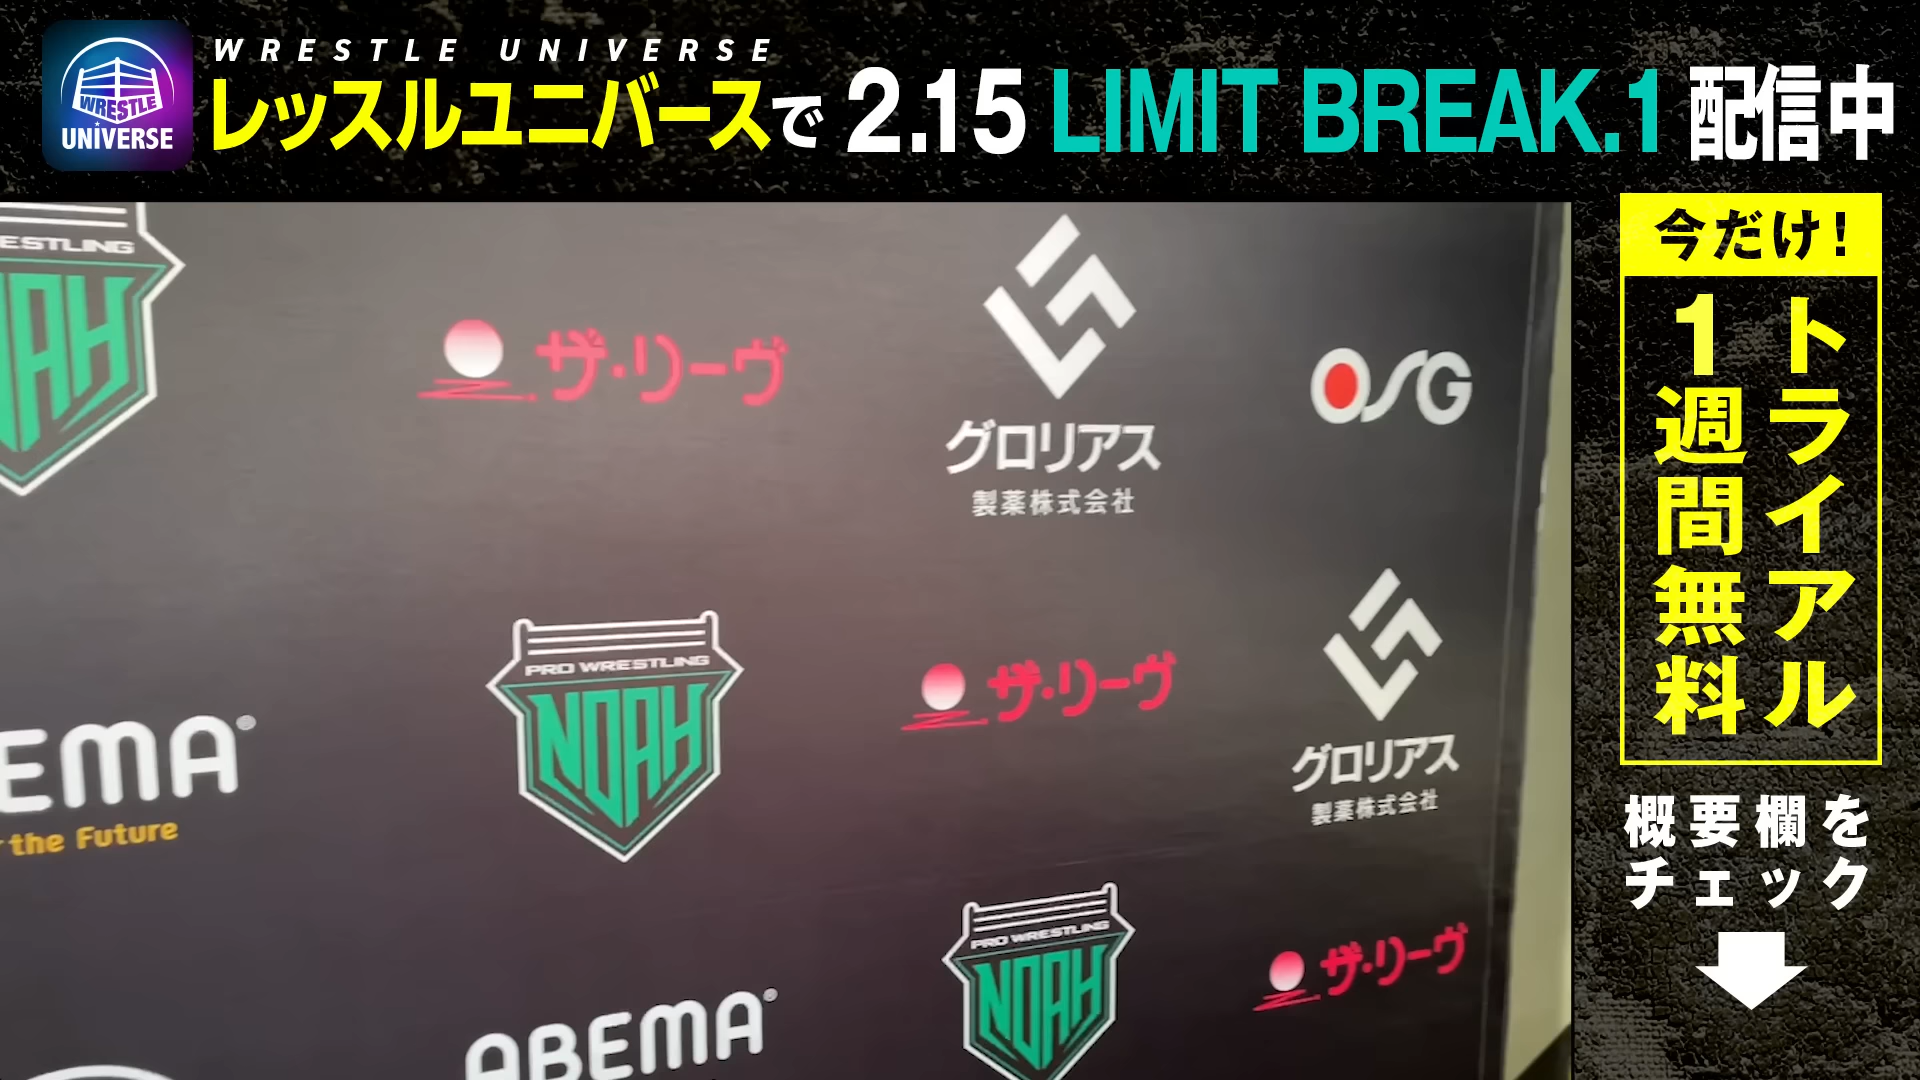 WRESTLE UNIVERSE
WRESTLE
UNIVERSE
レッスルユニバースで 2.15 LIMIT BREAK.1 配信中
今だけ!
トライアル
1週間無料
概要欄を
チェック
ESTLING
NOAH
ザ・リーヴ
グロリアス
製薬株式会社
OSG
PRO WRESTLING
NOAH
ザ・リーヴ
グロリアス
製薬株式会社
EMA®
the Future
PRO WRESTLING
NOAH
ザ・リーヴ
ABEMA®